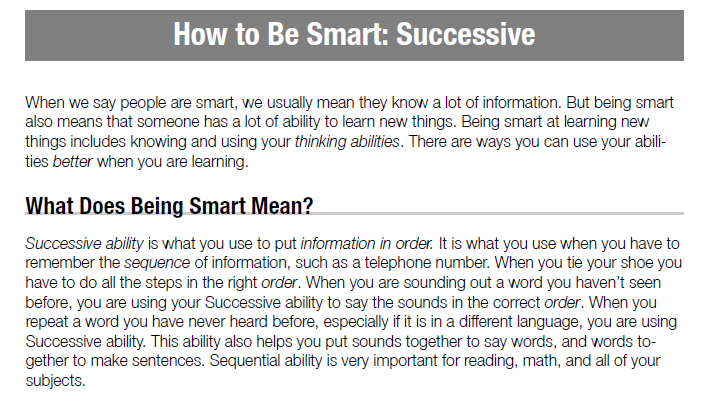 How to Be Smart: Successive
When we say people are smart, we usually mean they know a lot of information. But being smart
also means that someone has a lot of ability to learn new things. Being smart at learning new
things includes knowing and using your thinking abilities. There are ways you can use your abili-
ties better when you are learning.
What Does Being Smart Mean?
Successive ability is what you use to put information in order. It is what you use when you have to
remember the sequence of information, such as a telephone number. When you tie your shoe you
have to do all the steps in the right order. When you are sounding out a word you haven't seen
before, you are using your Successive ability to say the sounds in the correct order. When you
repeat a word you have never heard before, especially if it is in a different language, you are using
Successive ability. This ability also helps you put sounds together to say words, and words to-
gether to make sentences. Sequential ability is very important for reading, math, and all of your
subjects.